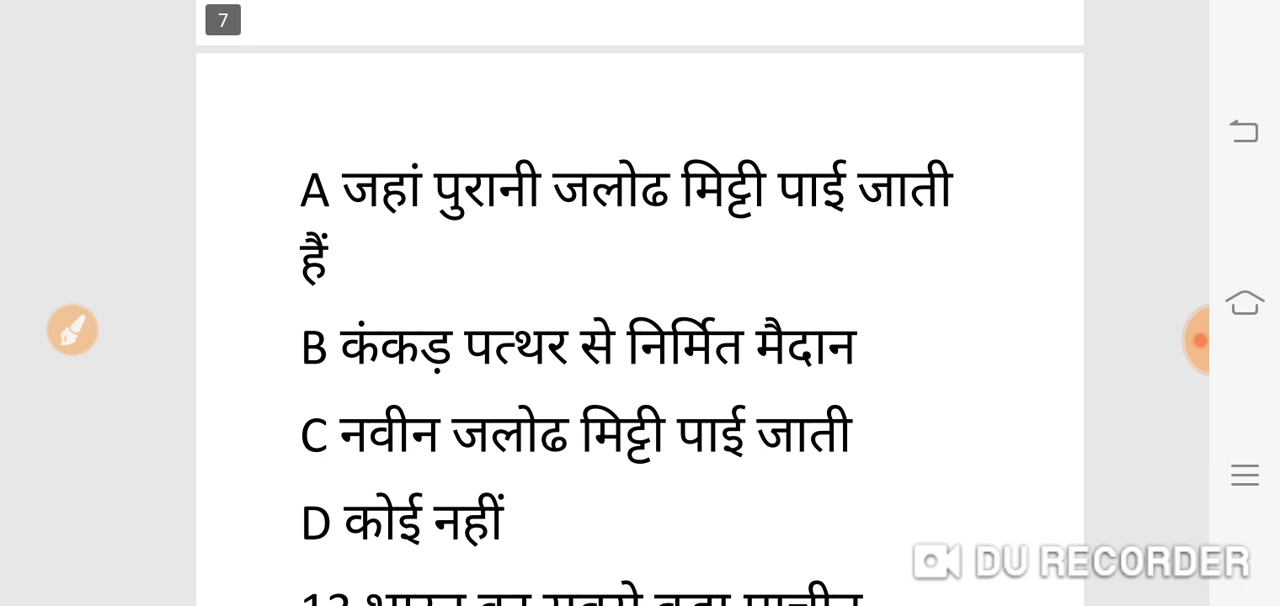 7
A जहां पुरानी जलोढ मिट्टी पाई जाती
हैं
B कंकड़ पत्थर से निर्मित मैदान
C नवीन जलोढ मिट्टी पाई जाती
D कोई नहीं
DU RECORDER